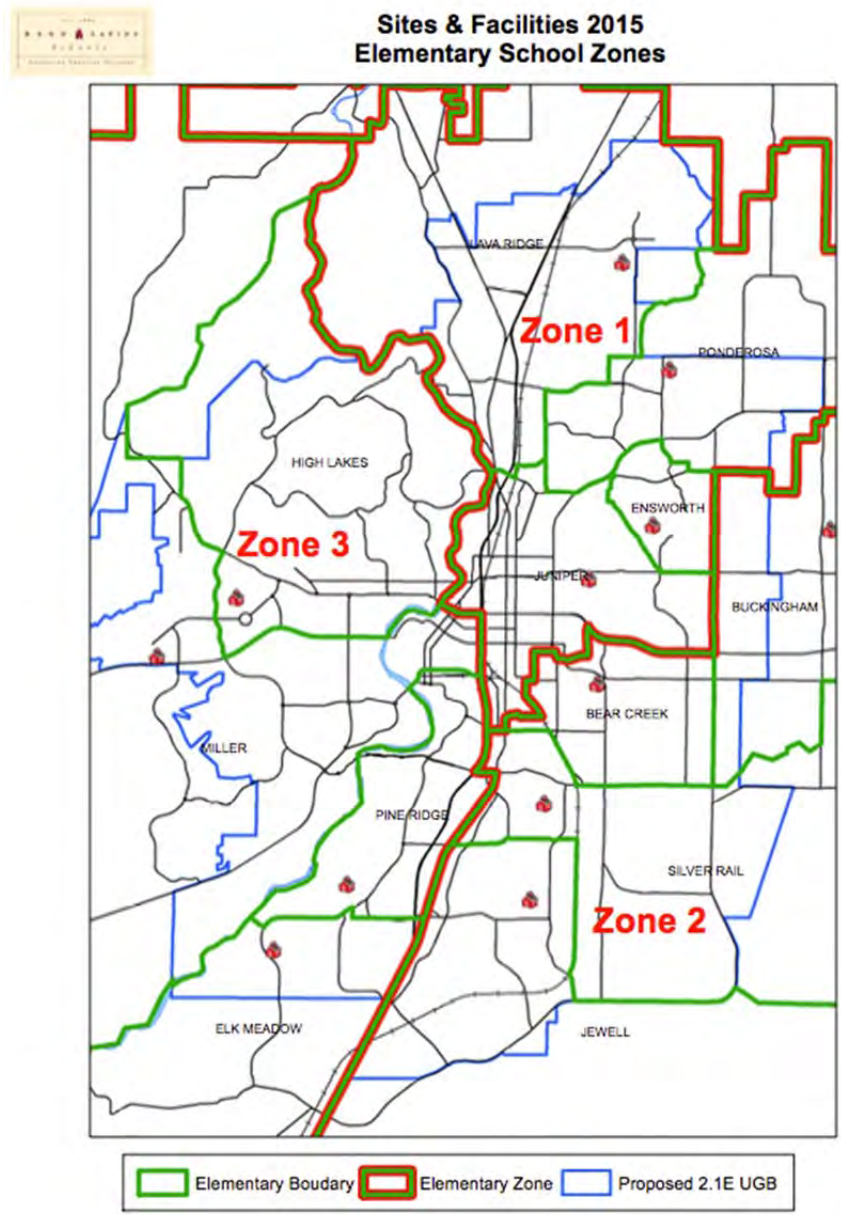 Sites & Facilities 2015
Elementary School Zones
LAVA RIDGE
Zone 1
PONDEROSA
HIGH LAKES
ENSWORTH
Zone 3
JUNIPER
BUCKINGHAM
BEAR CREEK
MILLER
PINE RIDGE
SILVER RAIL
Zone 2
ELK MEADOW
JEWELL
Elementary Boudary
Elementary Zone
Proposed 2.1E UGB